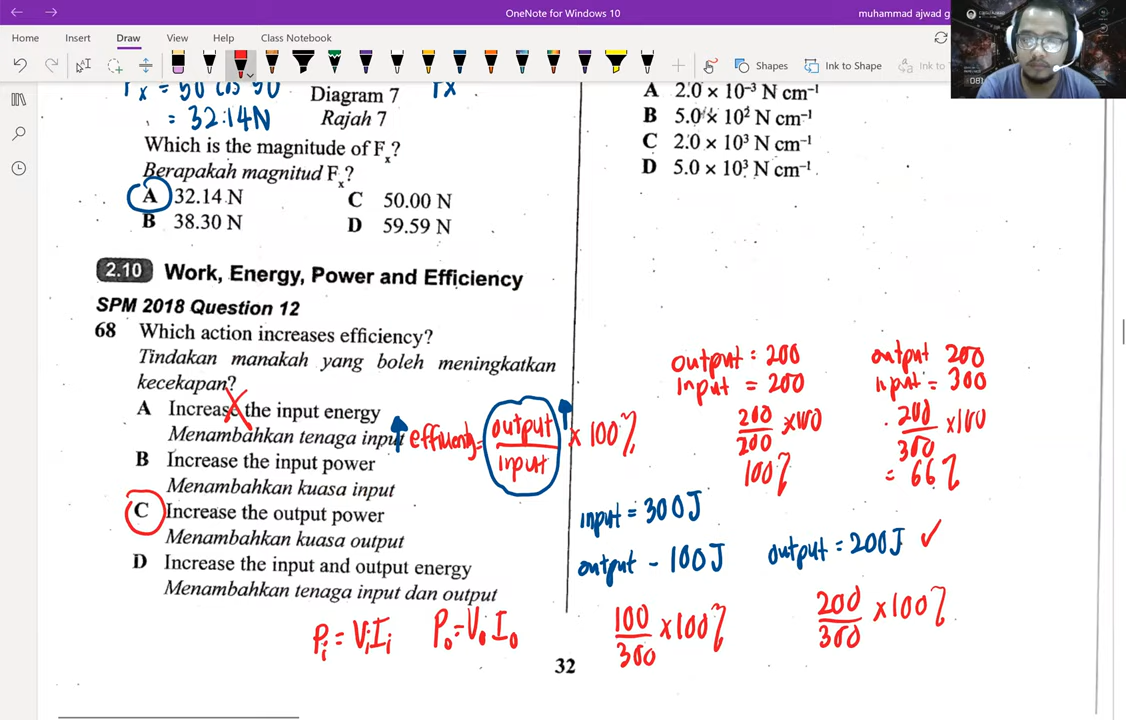 OneNote for Windows 10
muhammad ajwad g
Home Insert Draw View Help Class Notebook
Shapes Ink to Shape Ink to
= 32.14N
Diagram 7
Rajah 7
Which is the magnitude of Fx?
Berapakah magnitud Fx?
A 32.14 N
B 38.30 N
C 50.00 N
D 59.59 N
2.10 Work, Energy, Power and Efficiency
SPM 2018 Question 12
68 Which action increases efficiency?
Tindakan manakah yang boleh meningkatkan
kecekapan?
A Increase the input energy
Menambahkan tenaga input
B Increase the input power
Menambahkan kuasa input
C Increase the output power
Menambahkan kuasa output
D Increase the input and output energy
Menambahkan tenaga input dan output
Pi = ViIi Po = VoIo
32
A 2.0 × 10⁻³ N cm⁻¹
B 5.0 × 10² N cm⁻¹
C 2.0 × 10³ N cm⁻¹
D 5.0 × 10³ N cm⁻¹
output
input
× 100%
output = 200
input = 200
200
200
×100
100%
output 200
input = 300
200
300
×100
= 66%
input = 300J
output - 100J
100
300
×100%
output = 200J ✓
200
300
×100%